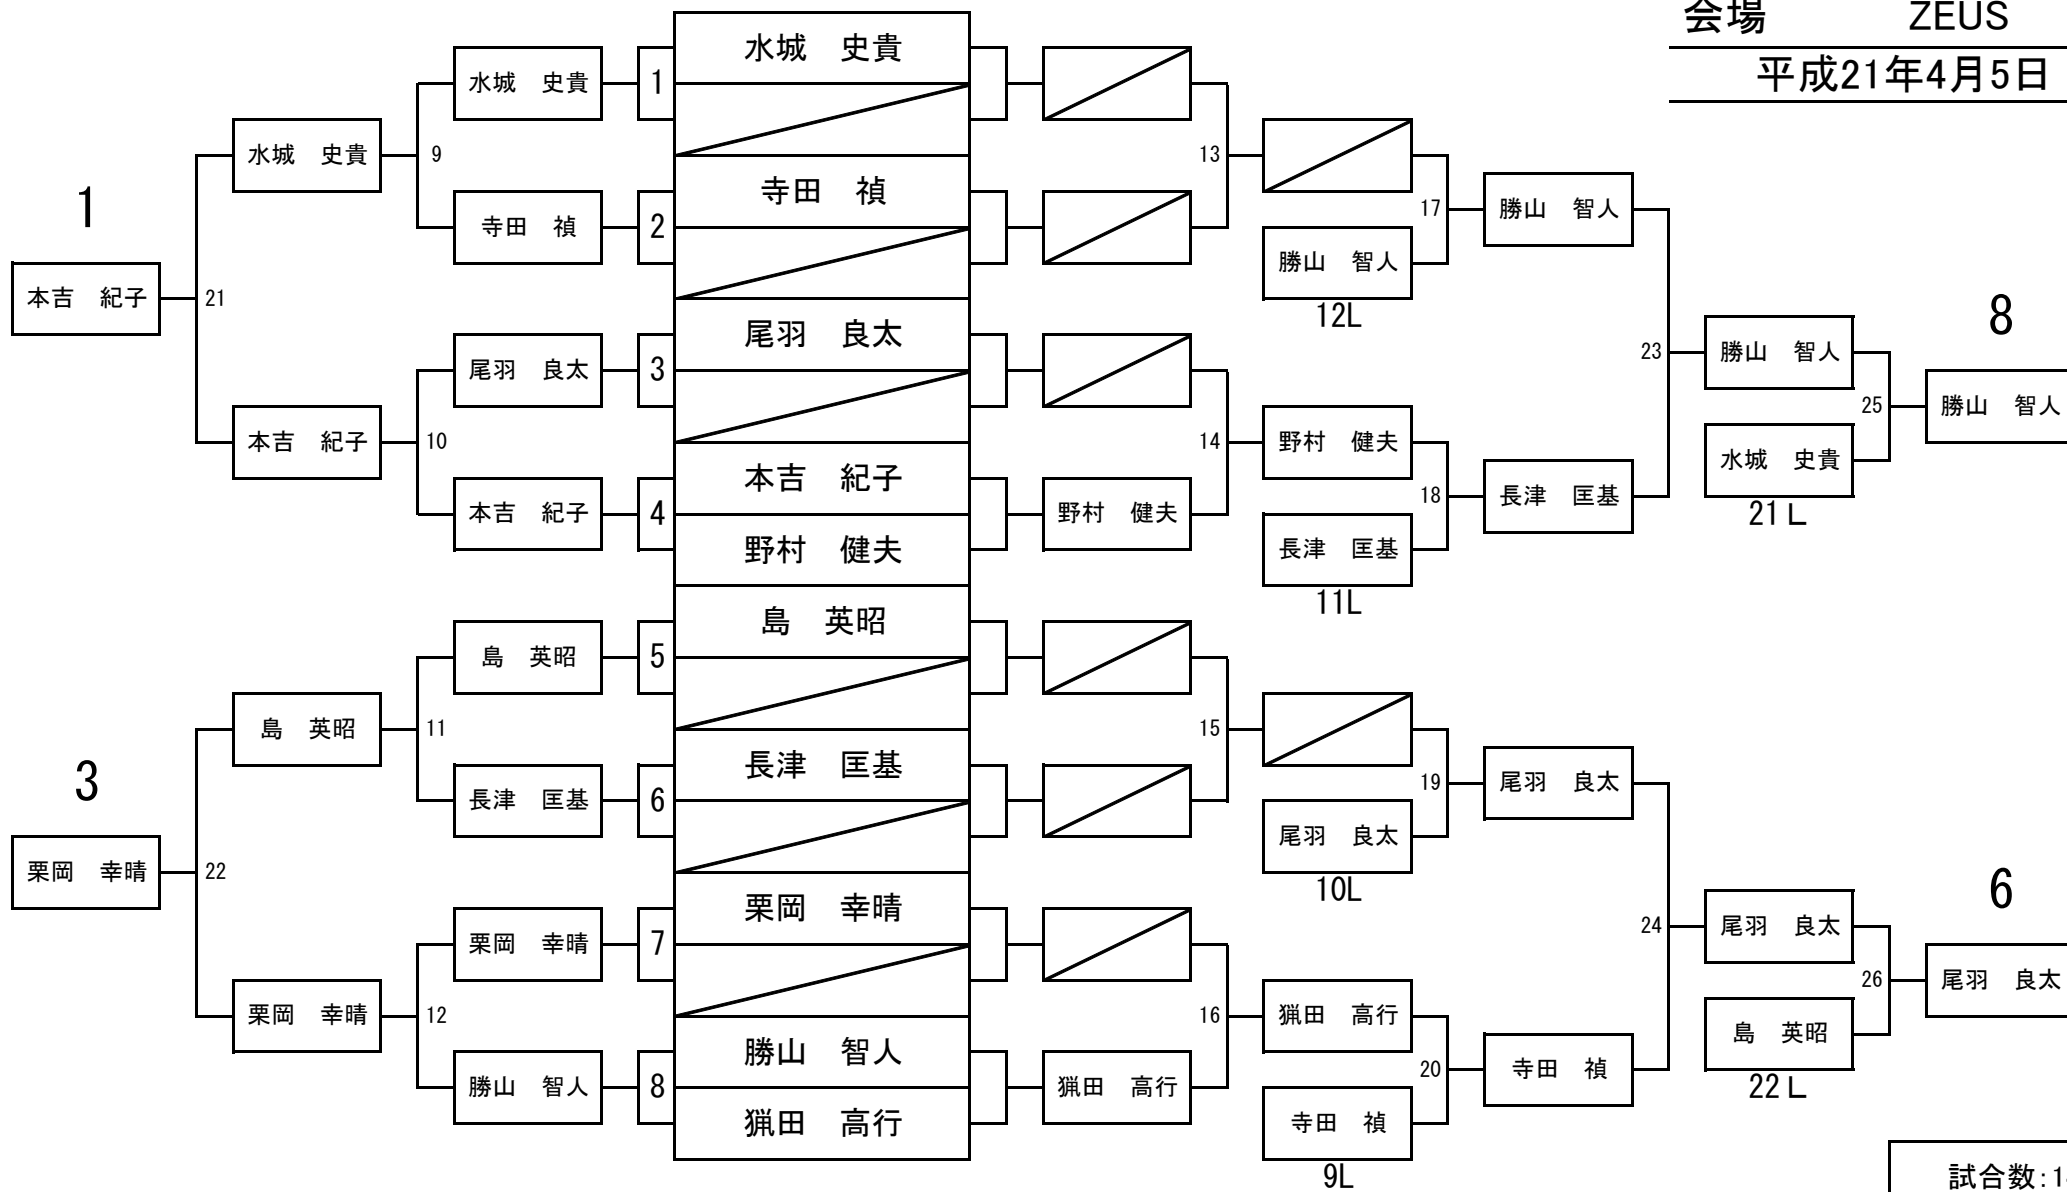 会場 ZEUS
平成21年4月5日
水城 史貴
水城 史貴 1
水城 史貴 9 13
寺田 禎
寺田 禎 2
1
本吉 紀子 21
17 勝山 智人
勝山 智人
12L
尾羽 良太
尾羽 良太 3
本吉 紀子 10 14 野村 健夫
本吉 紀子
本吉 紀子 4 野村 健夫
野村 健夫
18 長津 匡基
長津 匡基
11L
23 勝山 智人
水城 史貴
21L
8
25 勝山 智人
島 英昭
島 英昭 5
島 英昭 11 15
長津 匡基
長津 匡基 6
3
栗岡 幸晴 22
19 尾羽 良太
尾羽 良太
10L
栗岡 幸晴
栗岡 幸晴 7
栗岡 幸晴 12 16 猟田 高行
勝山 智人
勝山 智人 8 猟田 高行
猟田 高行
20 寺田 禎
寺田 禎
9L
24 尾羽 良太
島 英昭
22L
6
26 尾羽 良太
試合数:1